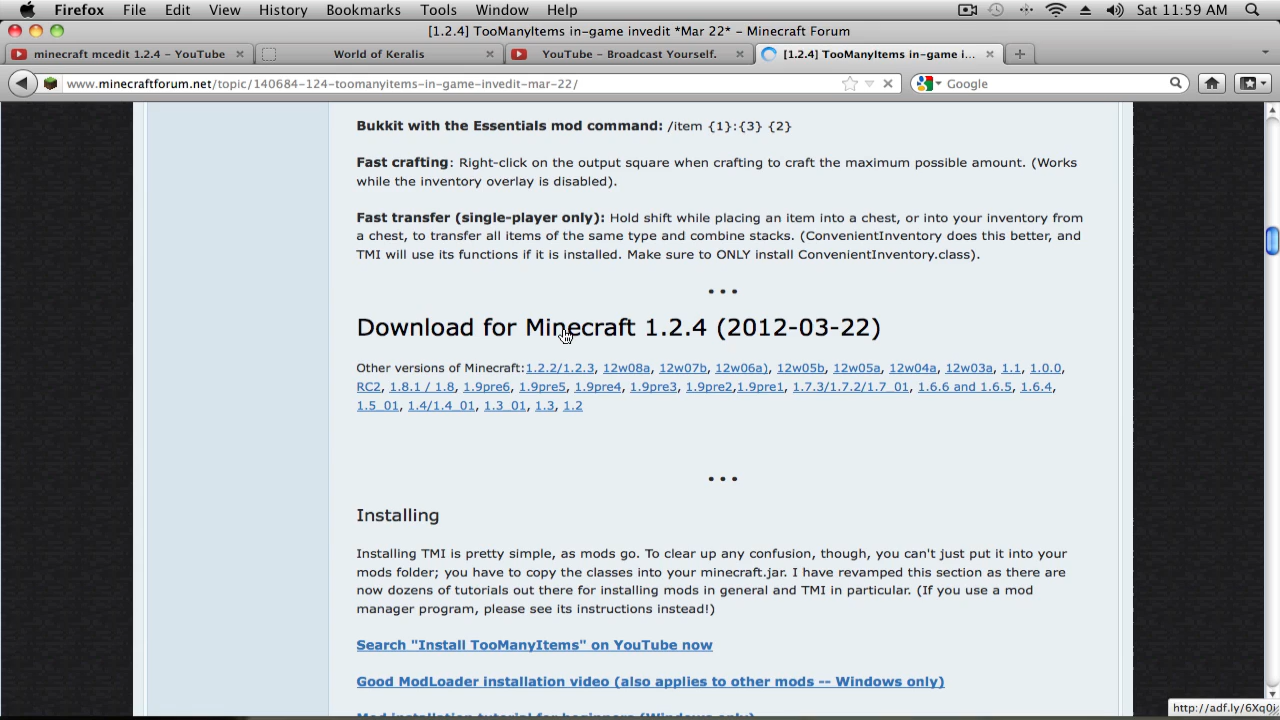 Firefox File Edit View History Bookmarks Tools Window Help Sat 11:59 AM
[1.2.4] TooManyItems in-game invedit *Mar 22* – Minecraft Forum
minecraft mcedit 1.2.4 – YouTube World of Keralis YouTube – Broadcast Yourself. [1.2.4] TooManyItems in-game i...
www.minecraftforum.net/topic/140684-124-toomanyitems-in-game-invedit-mar-22/ Google
Bukkit with the Essentials mod command: /item {1}:{3} {2}
Fast crafting: Right-click on the output square when crafting to craft the maximum possible amount. (Works
while the inventory overlay is disabled).
Fast transfer (single-player only): Hold shift while placing an item into a chest, or into your inventory from
a chest, to transfer all items of the same type and combine stacks. (ConvenientInventory does this better, and
TMI will use its functions if it is installed. Make sure to ONLY install ConvenientInventory.class).
• • •
Download for Minecraft 1.2.4 (2012-03-22)
Other versions of Minecraft:1.2.2/1.2.3, 12w08a, 12w07b, 12w06a), 12w05b, 12w05a, 12w04a, 12w03a, 1.1, 1.0.0,
RC2, 1.8.1 / 1.8, 1.9pre6, 1.9pre5, 1.9pre4, 1.9pre3, 1.9pre2,1.9pre1, 1.7.3/1.7.2/1.7_01, 1.6.6 and 1.6.5, 1.6.4,
1.5_01, 1.4/1.4_01, 1.3_01, 1.3, 1.2
• • •
Installing
Installing TMI is pretty simple, as mods go. To clear up any confusion, though, you can't just put it into your
mods folder; you have to copy the classes into your minecraft.jar. I have revamped this section as there are
now dozens of tutorials out there for installing mods in general and TMI in particular. (If you use a mod
manager program, please see its instructions instead!)
Search "Install TooManyItems" on YouTube now
Good ModLoader installation video (also applies to other mods -- Windows only)
Mod installation tutorial for beginners (Windows only)